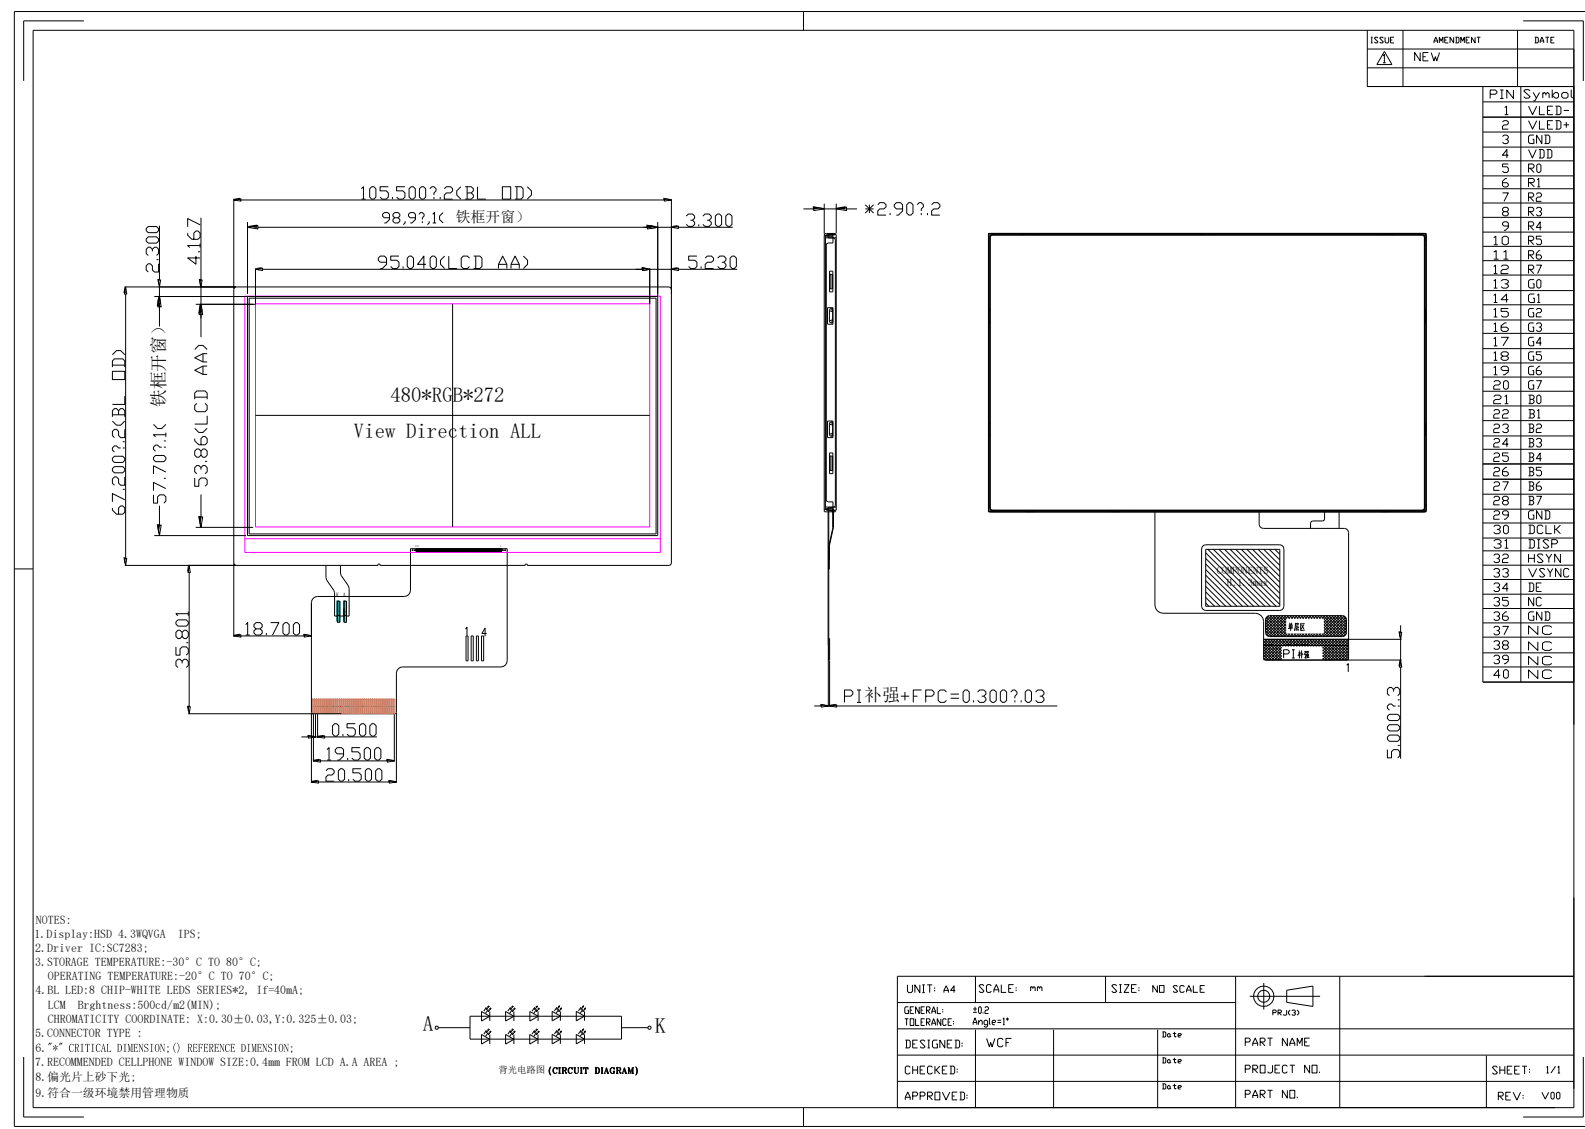 ISSUE AMENDMENT DATE
1 NEW
PIN Symbol
1 VLED-
2 VLED+
3 GND
4 VDD
5 R0
6 R1
7 R2
8 R3
9 R4
10 R5
11 R6
12 R7
13 G0
14 G1
15 G2
16 G3
17 G4
18 G5
19 G6
20 G7
21 B0
22 B1
23 B2
24 B3
25 B4
26 B5
27 B6
28 B7
29 GND
30 DCLK
31 DISP
32 HSYN
33 VSYNC
34 DE
35 NC
36 GND
37 NC
38 NC
39 NC
40 NC
105.500?.2(BL OD)
98,9?,1( 铁框开窗)
3.300
95.040(LCD AA)
5.230
2.300
4.167
67.200?.2(BL OD)
57.70?.1( 铁框开窗)
53.86(LCD AA)
480*RGB*272
View Direction ALL
35.801
18.700
1 4
0.500
19.500
20.500
*2.90?.2
PI补强+FPC=0.300?.03
COMPONENTS
单层区
PI补强
1
5.000?.3
NOTES:
1.Display:HSD 4.3WQVGA IPS;
2.Driver IC:SC7283;
3.STORAGE TEMPERATURE:-30°C TO 80°C;
OPERATING TEMPERATURE:-20°C TO 70°C;
4.BL LED:8 CHIP-WHITE LEDS SERIES*2, If=40mA;
LCM Brghtness:500cd/m2(MIN);
CHROMATICITY COORDINATE: X:0.30±0.03,Y:0.325±0.03;
5.CONNECTOR TYPE :
6."*" CRITICAL DIMENSION;() REFERENCE DIMENSION;
7.RECOMMENDED CELLPHONE WINDOW SIZE:0.4mm FROM LCD A.A AREA ;
8.偏光片上砂下光;
9.符合一级环境禁用管理物质
A K
背光电路图(CIRCUIT DIAGRAM)
UNIT: A4 SCALE: mm SIZE: NO SCALE
GENERAL: ±0.2
TOLERANCE: Angle=1°
PRJ(3)
DESIGNED: WCF Date PART NAME
CHECKED: Date PROJECT NO. SHEET: 1/1
APPROVED: Date PART NO. REV: V00